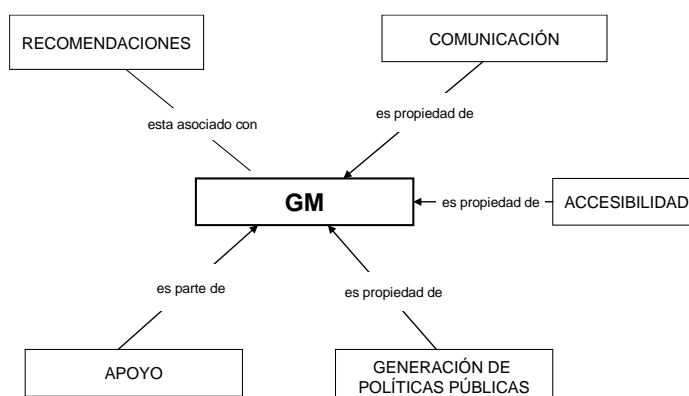 RECOMENDACIONES
COMUNICACIÓN
es propiedad de
esta asociado con
GM
es propiedad de
ACCESIBILIDAD
es parte de
es propiedad de
APOYO
GENERACIÓN DE
POLÍTICAS PÚBLICAS